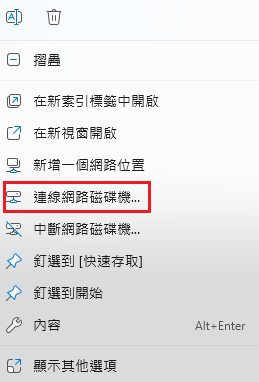 摺疊
在新索引標籤中開啟
在新視窗開啟
新增一個網路位置
連線網路磁碟機...
中斷網路磁碟機...
釘選到 [快速存取]
釘選到開始
內容 Alt+Enter
顯示其他選項